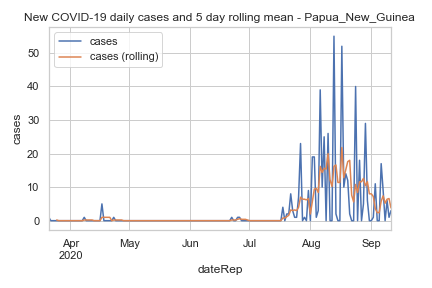 New COVID-19 daily cases and 5 day rolling mean - Papua_New_Guinea
cases
cases (rolling)
cases
50
40
30
20
10
0
Apr
2020
May
Jun
Jul
Aug
Sep
dateRep